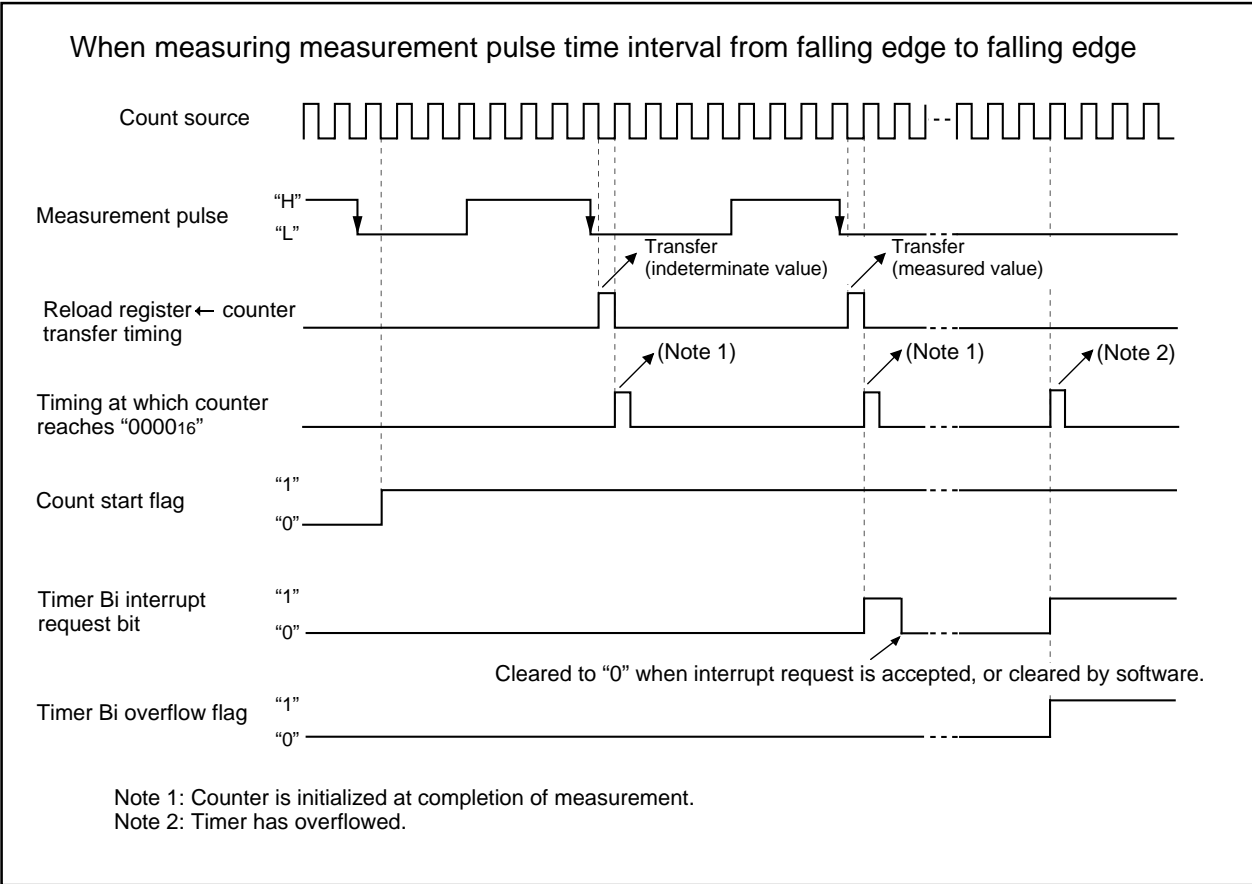 When measuring measurement pulse time interval from falling edge to falling edge
Count source
Measurement pulse
“H”
“L”
Transfer
(indeterminate value)
Transfer
(measured value)
Reload register ← counter
transfer timing
(Note 1)
(Note 1)
(Note 2)
Timing at which counter
reaches “000016”
Count start flag
“1”
“0”
Timer Bi interrupt
request bit
“1”
“0”
Cleared to “0” when interrupt request is accepted, or cleared by software.
Timer Bi overflow flag
“1”
“0”
Note 1: Counter is initialized at completion of measurement.
Note 2: Timer has overflowed.